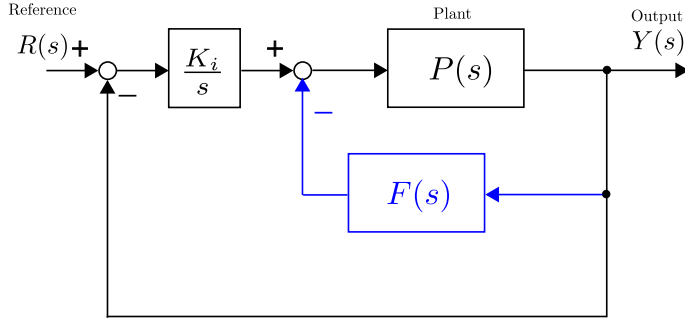 Reference
R(s)
+
−
K_i
s
+
−
Plant
P(s)
F(s)
Output
Y(s)